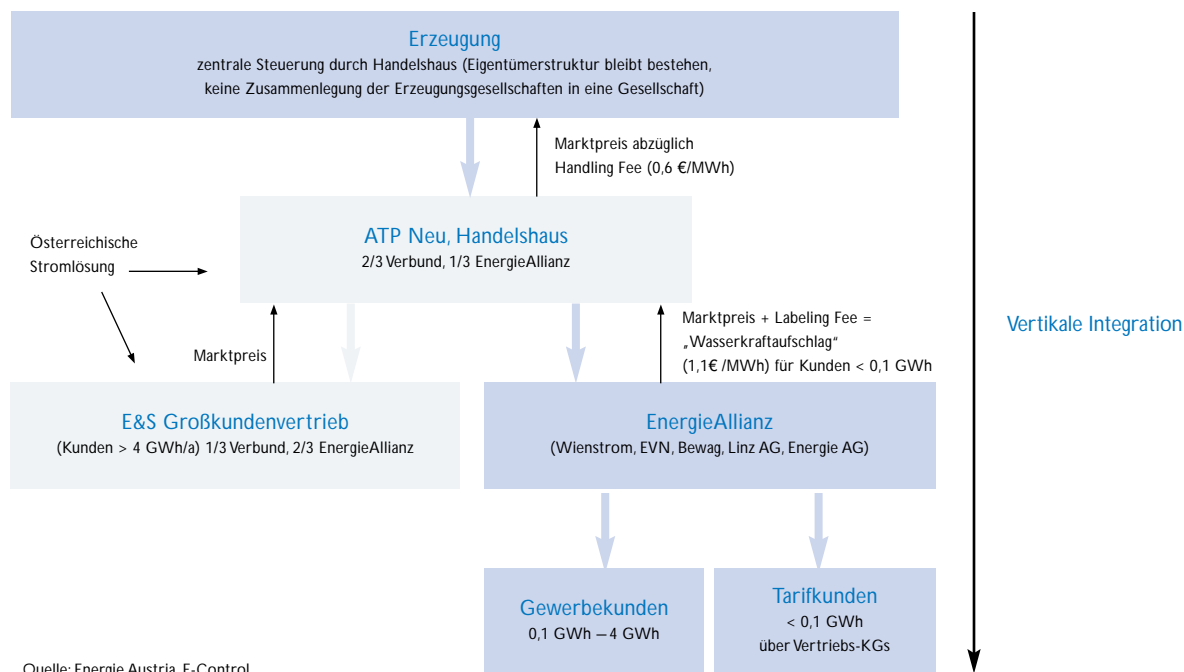 Erzeugung
zentrale Steuerung durch Handelshaus (Eigentümerstruktur bleibt bestehen,
keine Zusammenlegung der Erzeugungsgesellschaften in eine Gesellschaft)
Marktpreis abzüglich
Handling Fee (0,6 €/MWh)
ATP Neu, Handelshaus
2/3 Verbund, 1/3 EnergieAllianz
Österreichische
Stromlösung
Vertikale Integration
Marktpreis
Marktpreis + Labeling Fee =
„Wasserkraftaufschlag“
(1,1€ /MWh) für Kunden < 0,1 GWh
E&S Großkundenvertrieb
(Kunden > 4 GWh/a) 1/3 Verbund, 2/3 EnergieAllianz
EnergieAllianz
(Wienstrom, EVN, Bewag, Linz AG, Energie AG)
Gewerbekunden
0,1 GWh – 4 GWh
Tarifkunden
< 0,1 GWh
über Vertriebs-KGs
Quelle: Energie Austria, E-Control